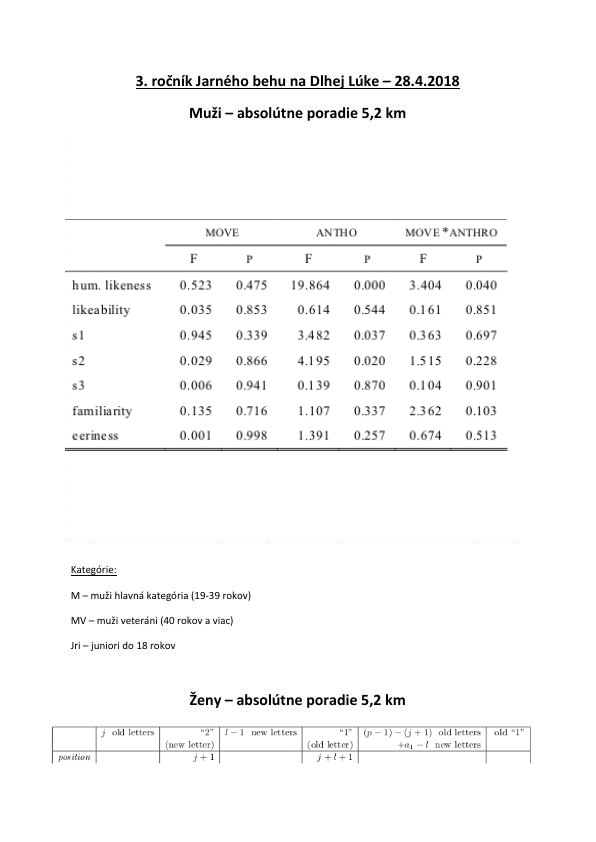 3. ročník Jarného behu na Dlhej Lúke – 28.4.2018
Muži – absolútne poradie 5,2 km
MOVE ANTHO MOVE *ANTHRO
F P F P F P
hum. likeness 0.523 0.475 19.864 0.000 3.404 0.040
likeability 0.035 0.853 0.614 0.544 0.161 0.851
s1 0.945 0.339 3.482 0.037 0.363 0.697
s2 0.029 0.866 4.195 0.020 1.515 0.228
s3 0.006 0.941 0.139 0.870 0.104 0.901
familiarity 0.135 0.716 1.107 0.337 2.362 0.103
eeriness 0.001 0.998 1.391 0.257 0.674 0.513
Kategórie:
M – muži hlavná kategória (19-39 rokov)
MV – muži veteráni (40 rokov a viac)
Jri – juniori do 18 rokov
Ženy – absolútne poradie 5,2 km
j old letters “2” l − 1 new letters “1” (p − 1) − (j + 1) old letters old “1”
(new letter) (old letter) +a₁ − l new letters
position j + 1 j + l + 1